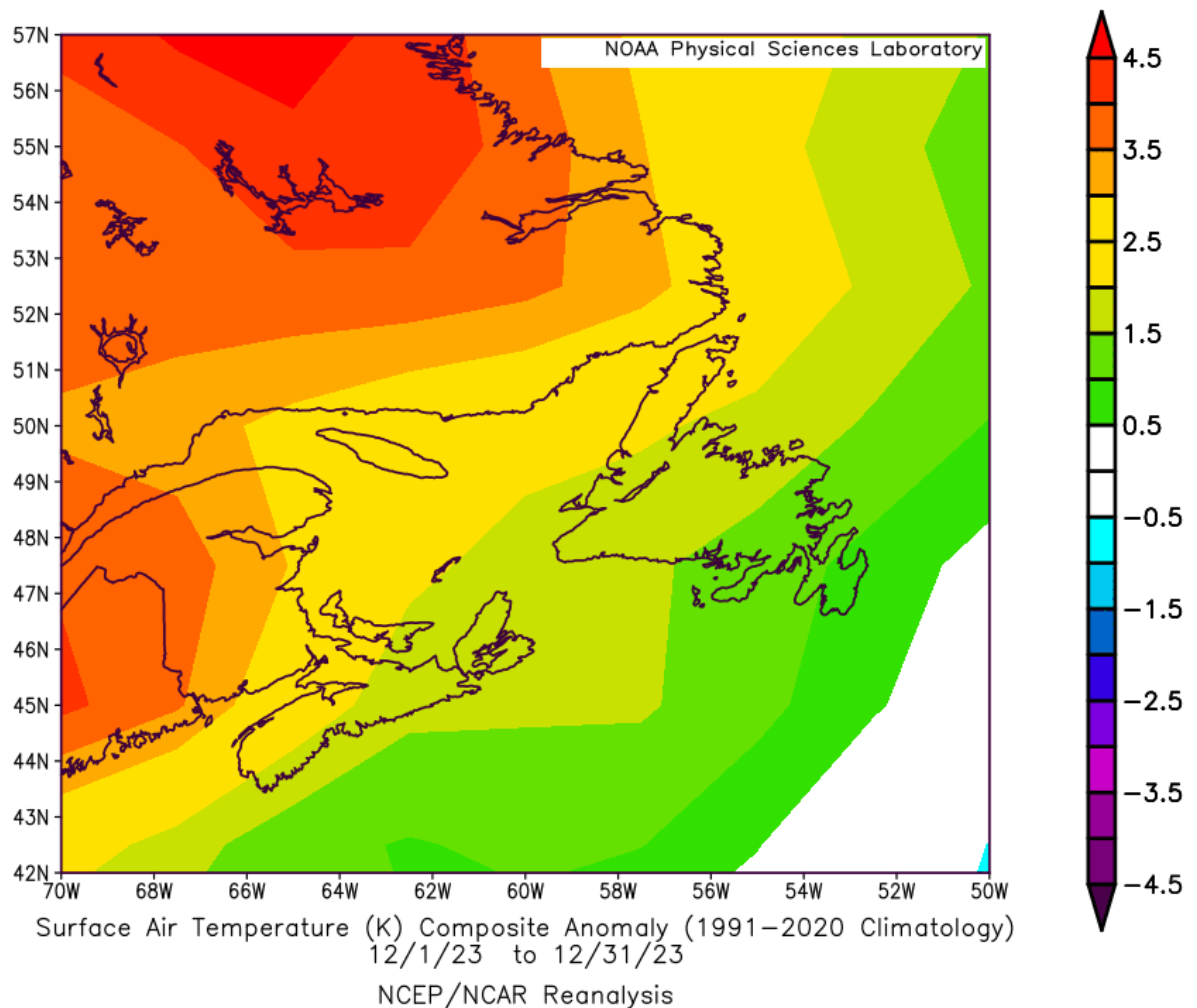 NOAA Physical Sciences Laboratory
57N
56N
55N
54N
53N
52N
51N
50N
49N
48N
47N
46N
45N
44N
43N
42N
70W 68W 66W 64W 62W 60W 58W 56W 54W 52W 50W
4.5
3.5
2.5
1.5
0.5
−0.5
−1.5
−2.5
−3.5
−4.5
Surface Air Temperature (K) Composite Anomaly (1991−2020 Climatology)
12/1/23 to 12/31/23
NCEP/NCAR Reanalysis